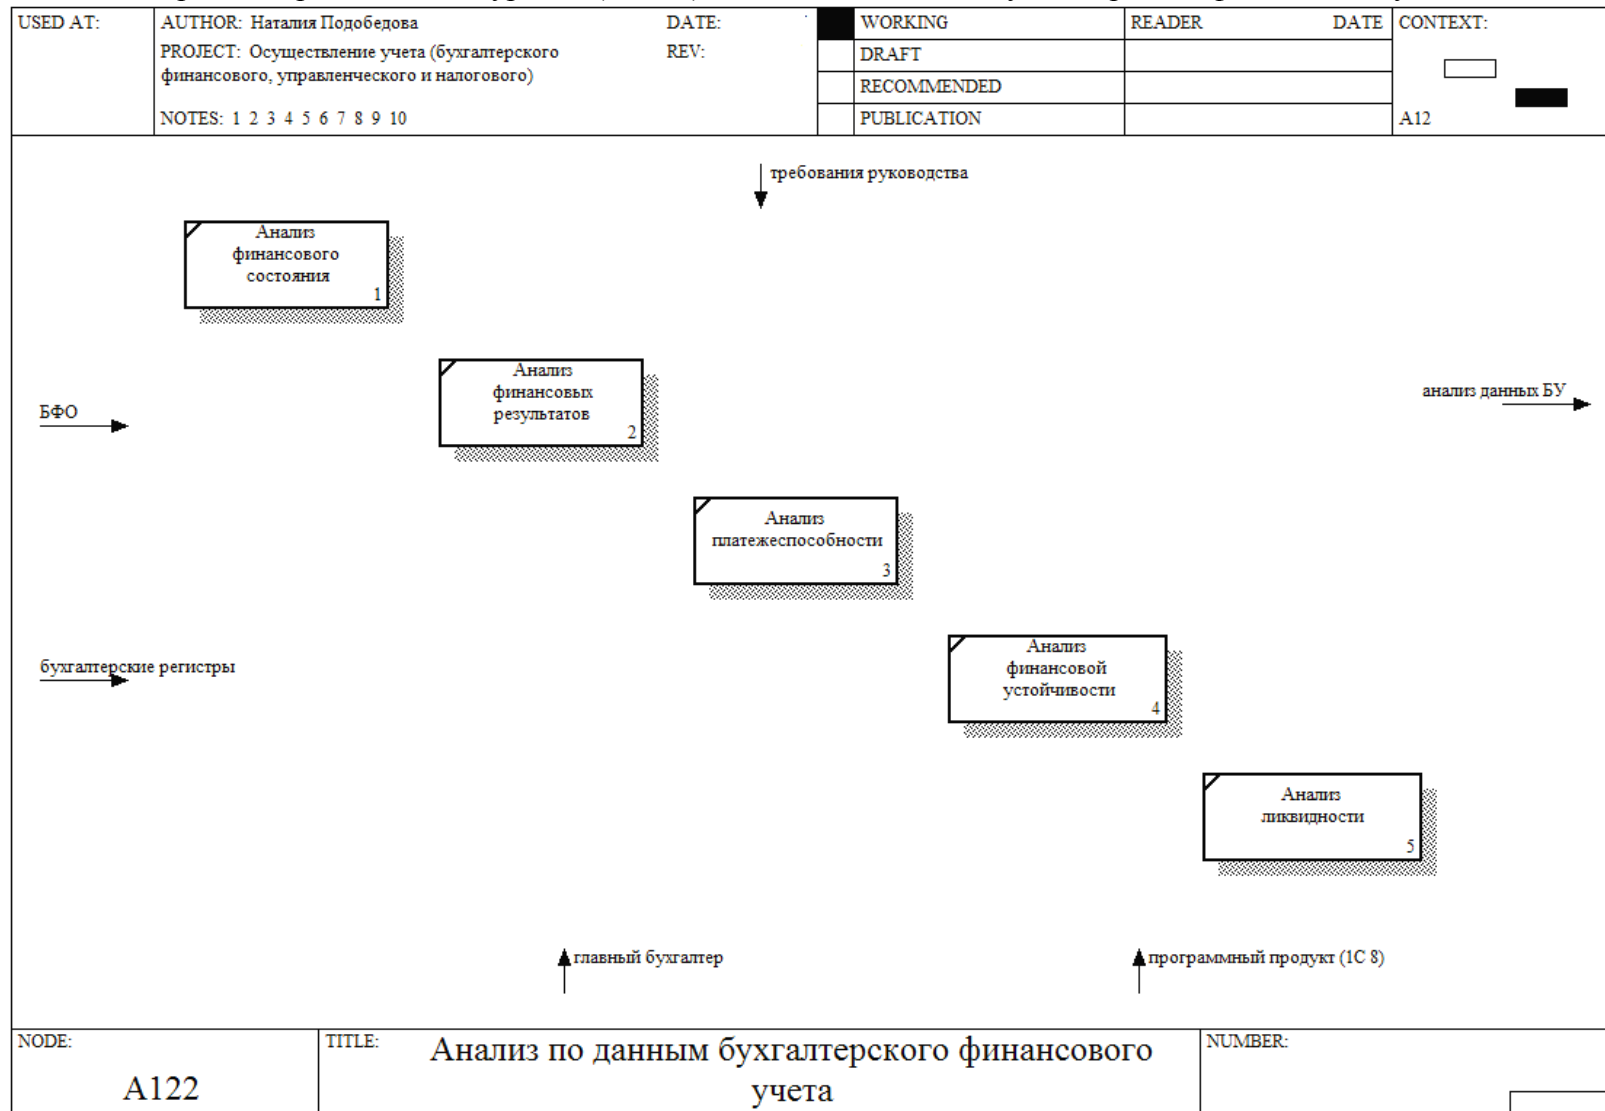 USED AT:
AUTHOR: Наталия Подобедова
DATE:
WORKING
READER
DATE
CONTEXT:
PROJECT: Осуществление учета (бухгалтерского
REV:
DRAFT
финансового, управленческого и налогового)
RECOMMENDED
NOTES: 1 2 3 4 5 6 7 8 9 10
PUBLICATION
A12
требования руководства
Анализ
финансового
состояния
1
Анализ
финансовых
результатов
2
БФО
анализ данных БУ
Анализ
платежеспособности
3
бухгалтерские регистры
Анализ
финансовой
устойчивости
4
Анализ
ликвидности
5
главный бухгалтер
программный продукт (1С 8)
NODE:
A122
TITLE:
Анализ по данным бухгалтерского финансового
учета
NUMBER: